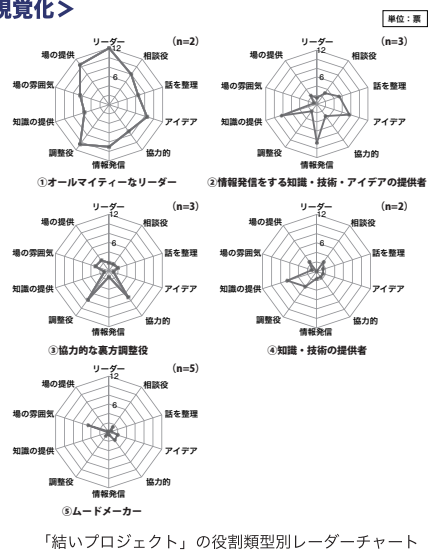 視覚化＞
単位：票
リーダー (n=2)
12
6
相談役
話を整理
アイデア
協力的
情報発信
調整役
知識の提供
場の雰囲気
場の提供
①オールマイティーなリーダー
リーダー (n=3)
12
6
相談役
話を整理
アイデア
協力的
情報発信
調整役
知識の提供
場の雰囲気
場の提供
②情報発信をする知識・技術・アイデアの提供者
リーダー (n=3)
12
6
相談役
話を整理
アイデア
協力的
情報発信
調整役
知識の提供
場の雰囲気
場の提供
③協力的な裏方調整役
リーダー (n=2)
12
6
相談役
話を整理
アイデア
協力的
情報発信
調整役
知識の提供
場の雰囲気
場の提供
④知識・技術の提供者
リーダー (n=5)
12
6
相談役
話を整理
アイデア
協力的
情報発信
調整役
知識の提供
場の雰囲気
場の提供
⑤ムードメーカー
「結いプロジェクト」の役割類型別レーダーチャート